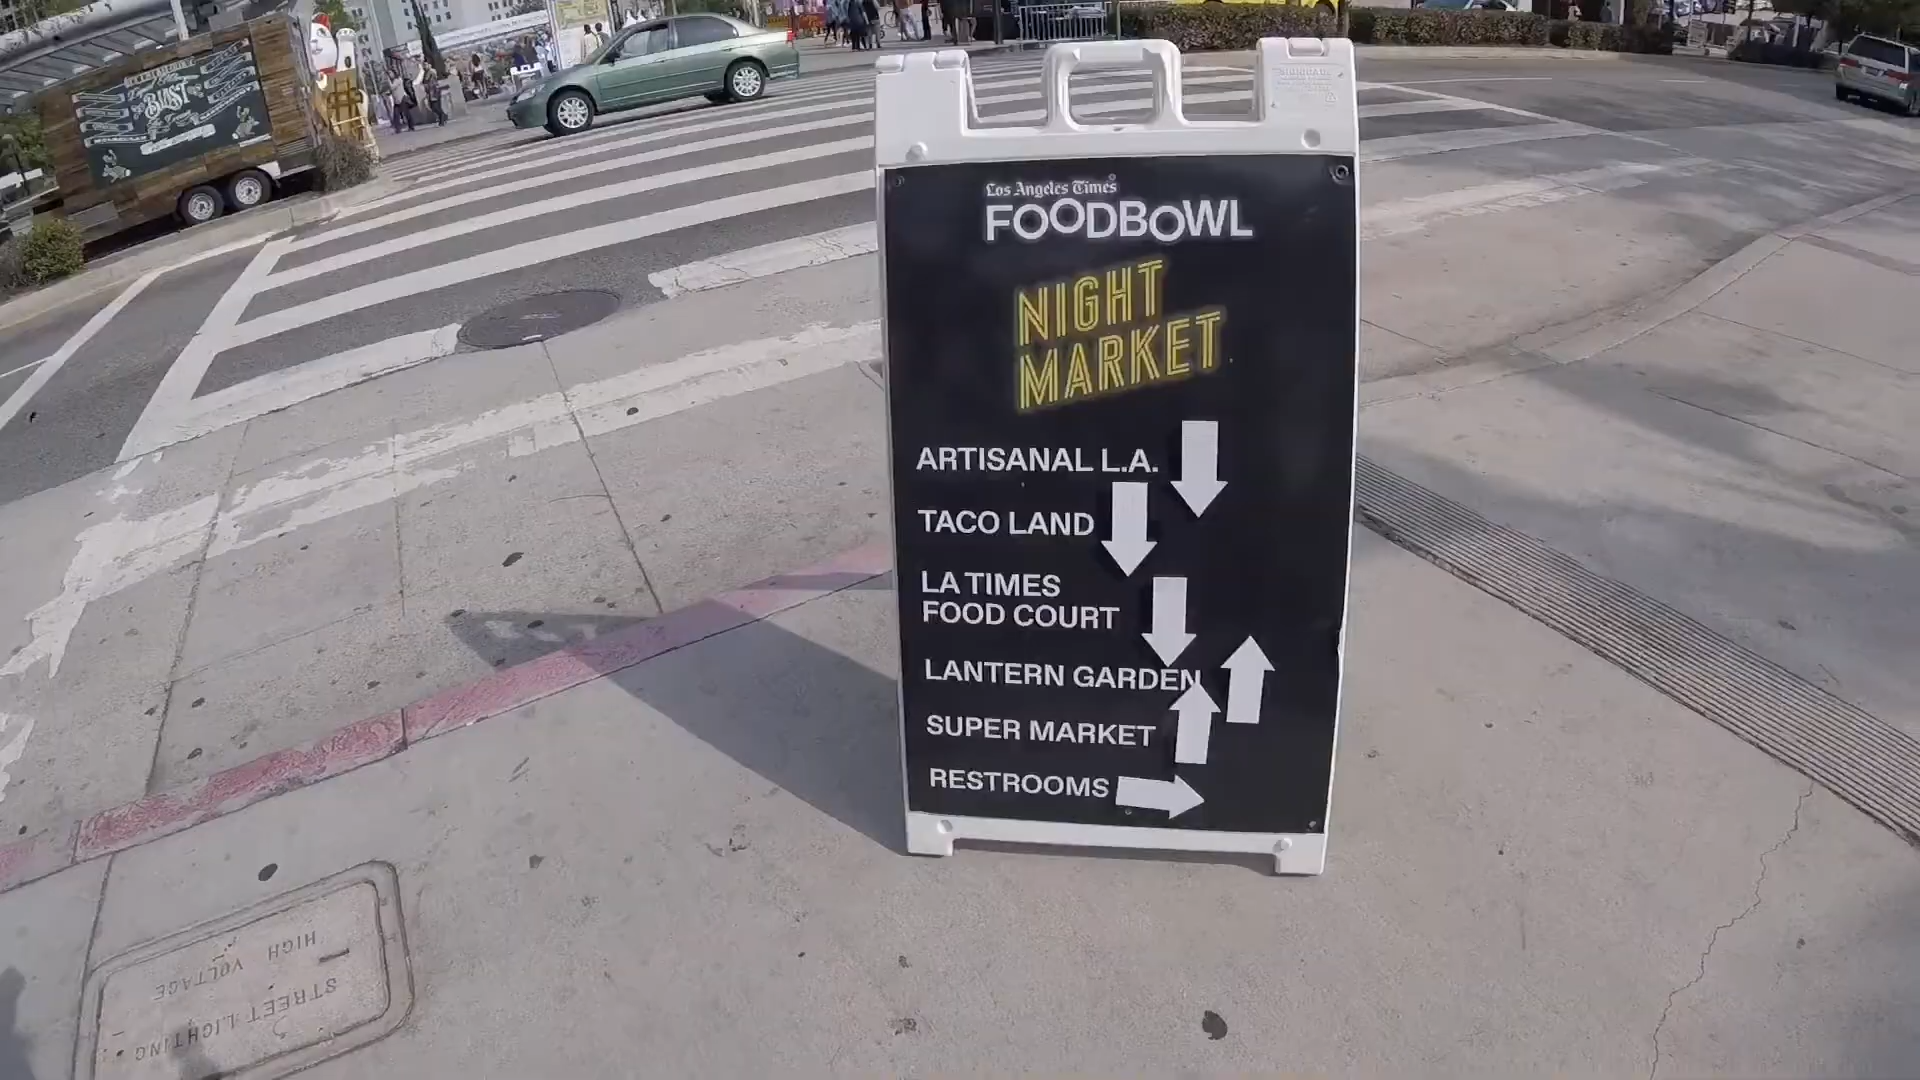 Los Angeles Times
FOODBOWL
NIGHT
MARKET
ARTISANAL L.A.
TACO LAND
LA TIMES
FOOD COURT
LANTERN GARDEN
SUPER MARKET
RESTROOMS
BLAST
STREET LIGHTING
HIGH VOLTAGE